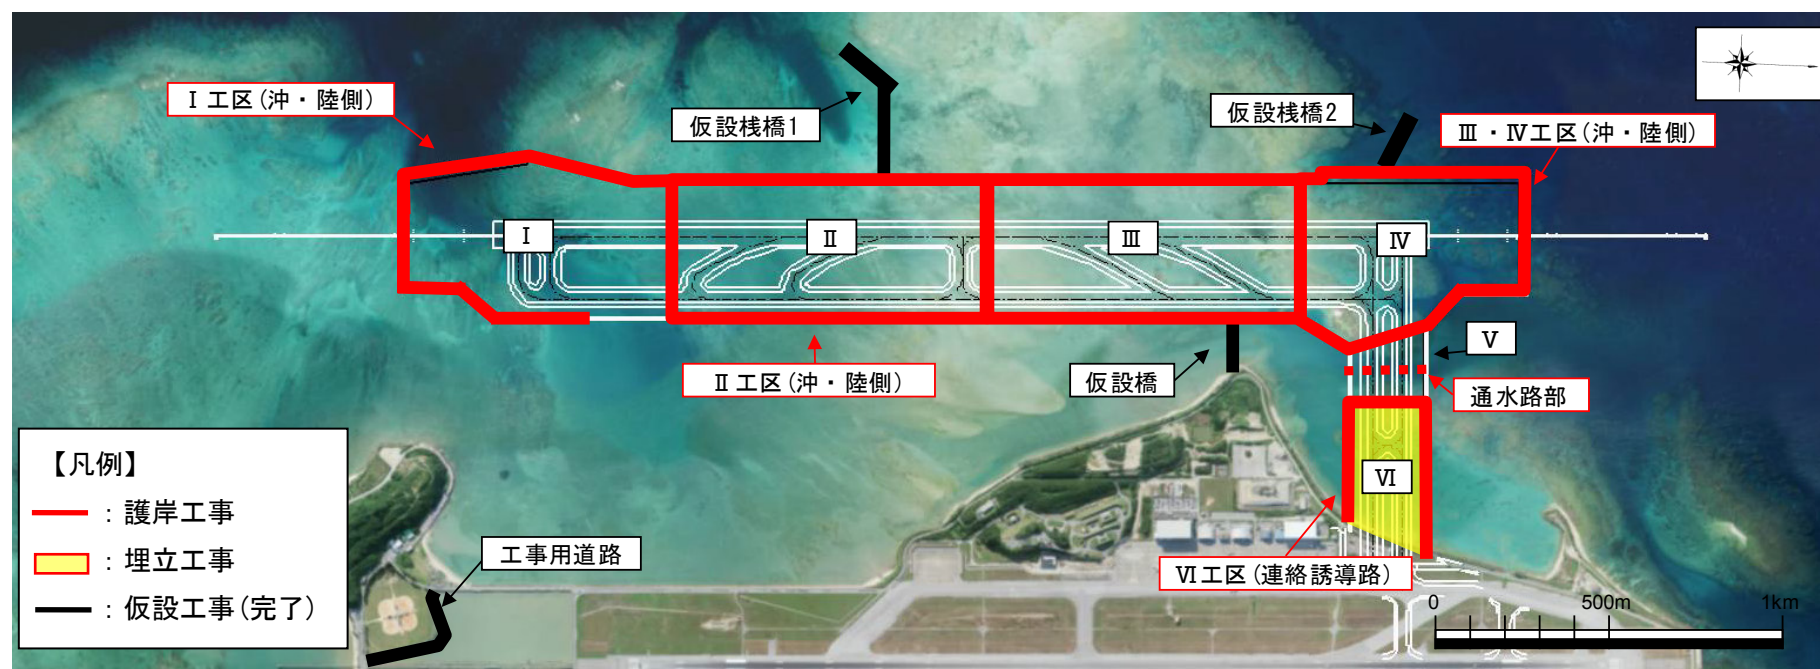 Ⅰ工区(沖・陸側)
仮設桟橋1
仮設桟橋2
Ⅲ・Ⅳ工区(沖・陸側)
Ⅰ
Ⅱ
Ⅲ
Ⅳ
Ⅴ
Ⅱ工区(沖・陸側)
仮設橋
通水路部
【凡例】
:護岸工事
:埋立工事
:仮設工事(完了)
工事用道路
Ⅵ
Ⅵ工区(連絡誘導路)
0 500m 1km